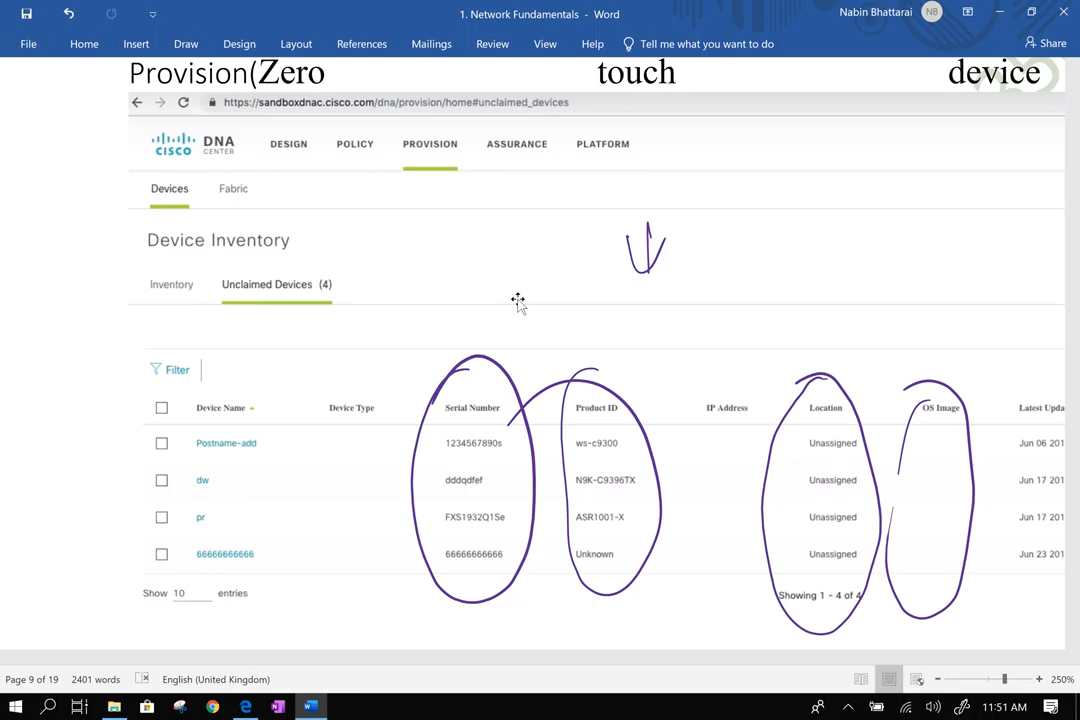 1. Network Fundamentals - Word
Nabin Bhattarai NB
File Home Insert Draw Design Layout References Mailings Review View Help Tell me what you want to do Share
Provision(Zero touch device
https://sandboxdnac.cisco.com/dna/provision/home#unclaimed_devices
CISCO DNA CENTER DESIGN POLICY PROVISION ASSURANCE PLATFORM
Devices Fabric
Device Inventory
Inventory Unclaimed Devices (4)
Filter
Device Name Device Type Serial Number Product ID IP Address Location OS Image Latest Upda
Postname-add 1234567890s ws-c9300 Unassigned Jun 06 201
dw dddqdfef N9K-C9396TX Unassigned Jun 17 201
pr FXS1932Q1Se ASR1001-X Unassigned Jun 17 201
66666666666 66666666666 Unknown Unassigned Jun 23 201
Show 10 entries Showing 1 - 4 of 4
Page 9 of 19 2401 words English (United Kingdom) 250%
11:51 AM